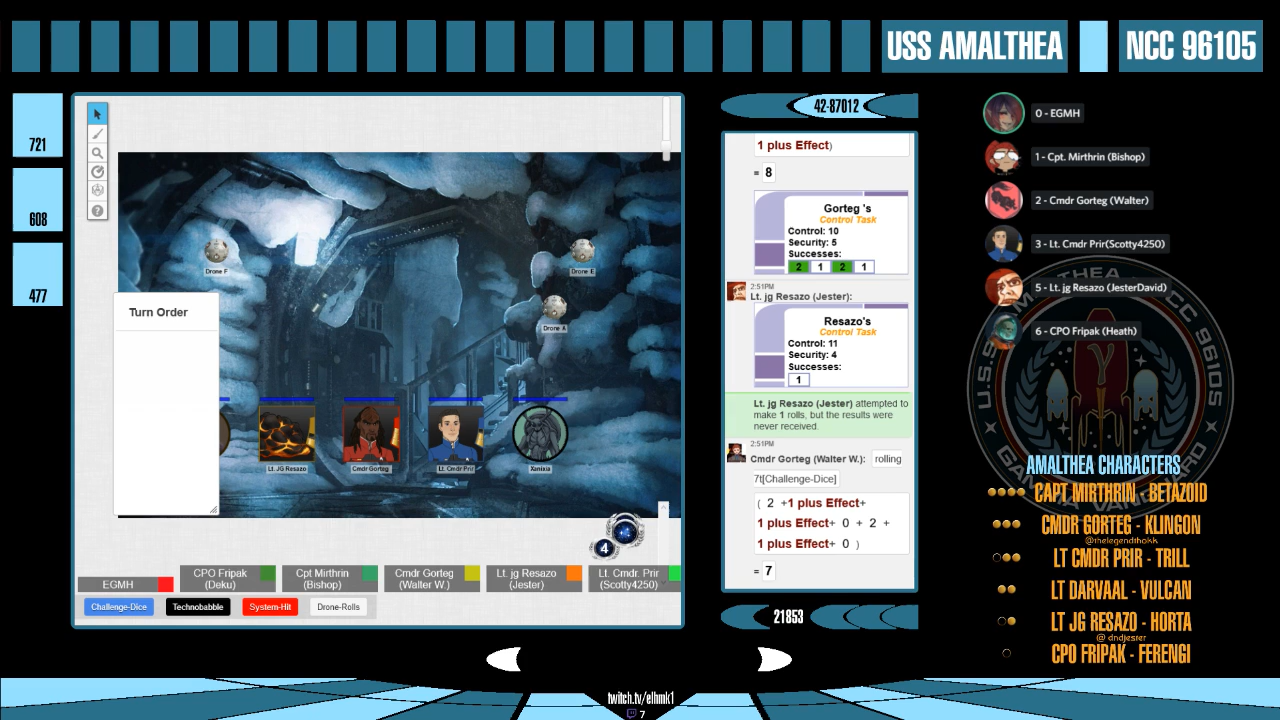 USS AMALTHEA
NCC 96105
721
608
477
Drone F
Drone E
Drone A
Turn Order
Lt. JG Resazo
Cmdr Gorteg
Lt. Cmdr Prir
Xanixia
4
EGMH
CPO Fripak
(Deku)
Cpt Mirthrin
(Bishop)
Cmdr Gorteg
(Walter W.)
Lt. jg Resazo
(Jester)
Lt. Cmdr. Prir
(Scotty4250)
Challenge-Dice
Technobabble
System-Hit
Drone-Rolls
42-87012
1 plus Effect)
= 8
Gorteg 's
Control Task
Control: 10
Security: 5
Successes:
2 1 2 1
2:51PM
Lt. jg Resazo (Jester):
Resazo's
Control Task
Control: 11
Security: 4
Successes:
1
Lt. jg Resazo (Jester) attempted to
make 1 rolls, but the results were
never received.
2:51PM
Cmdr Gorteg (Walter W.): rolling
7t[Challenge-Dice]
( 2 +1 plus Effect+
1 plus Effect+ 0 + 2 +
1 plus Effect+ 0 )
= 7
21853
0 - EGMH
1 - Cpt. Mirthrin (Bishop)
2 - Cmdr Gorteg (Walter)
3 - Lt. Cmdr Prir(Scotty4250)
5 - Lt. jg Resazo (JesterDavid)
6 - CPO Fripak (Heath)
AMALTHEA CHARACTERS
CAPT MIRTHRIN - BETAZOID
CMDR GORTEG - KLINGON
@thelegendthokk
LT CMDR PRIR - TRILL
LT DARVAAL - VULCAN
LT JG RESAZO - HORTA
@ dndjester
CPO FRIPAK - FERENGI
twitch.tv/elhmk1
7